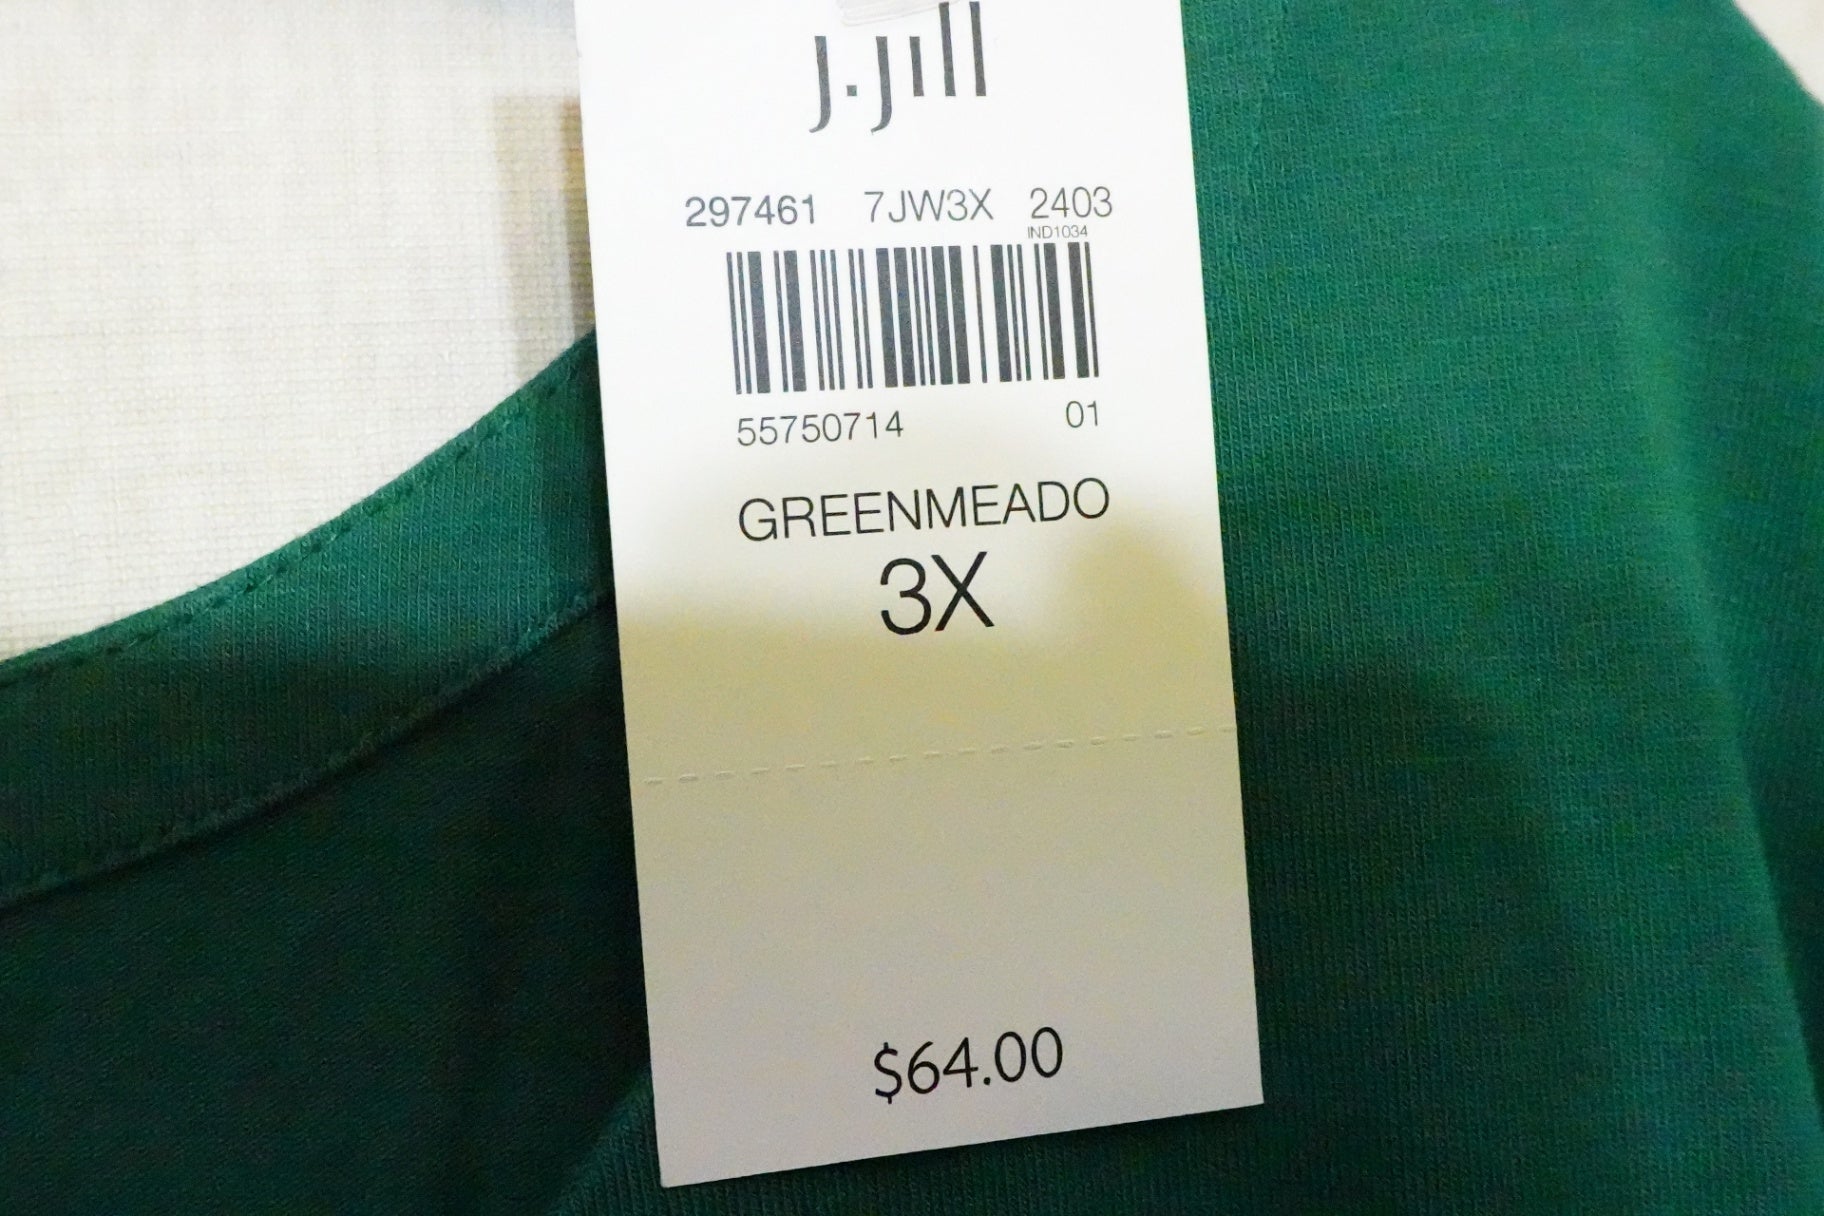 J.Jill
297461 7JW3X 2403
IND1034
55750714 01
GREENMEADO
3X
$64.00